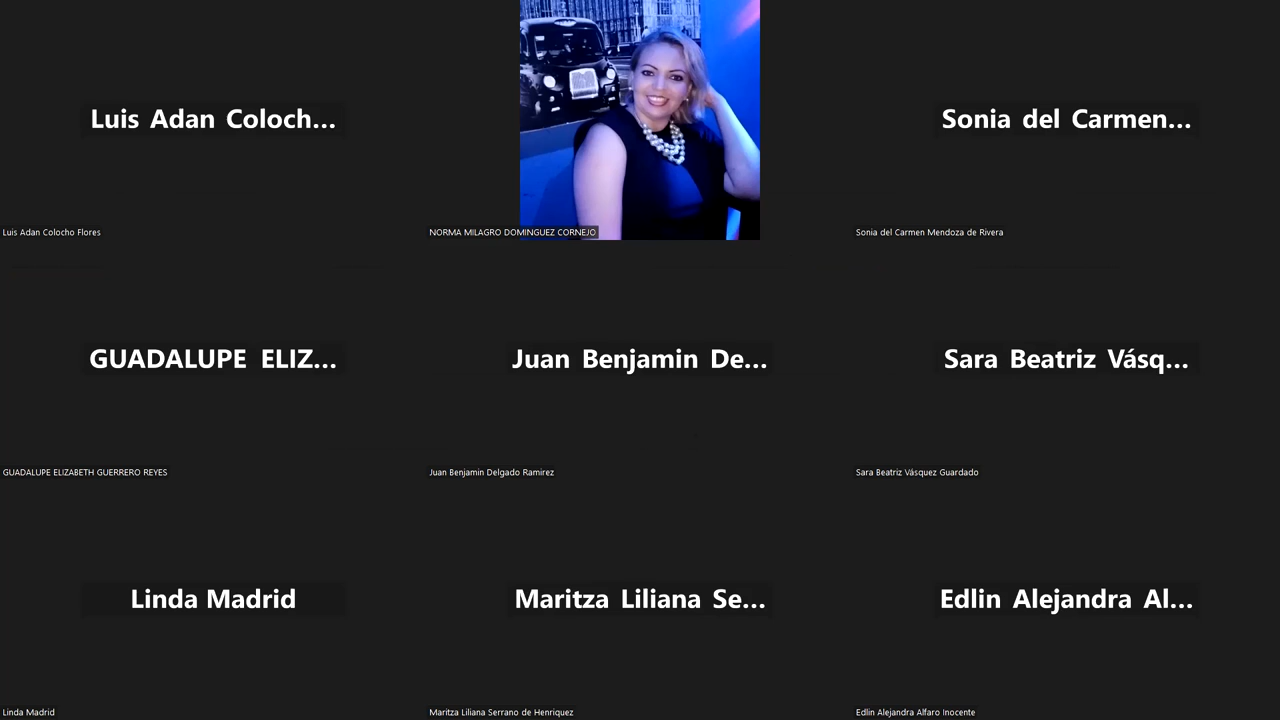 Luis Adan Coloch...
Sonia del Carmen...
Luis Adan Colocho Flores
NORMA MILAGRO DOMINGUEZ CORNEJO
Sonia del Carmen Mendoza de Rivera
GUADALUPE ELIZ...
Juan Benjamin De...
Sara Beatriz Vásq...
GUADALUPE ELIZABETH GUERRERO REYES
Juan Benjamin Delgado Ramirez
Sara Beatriz Vásquez Guardado
Linda Madrid
Maritza Liliana Se...
Edlin Alejandra Al...
Linda Madrid
Maritza Liliana Serrano de Henriquez
Edlin Alejandra Alfaro Inocente